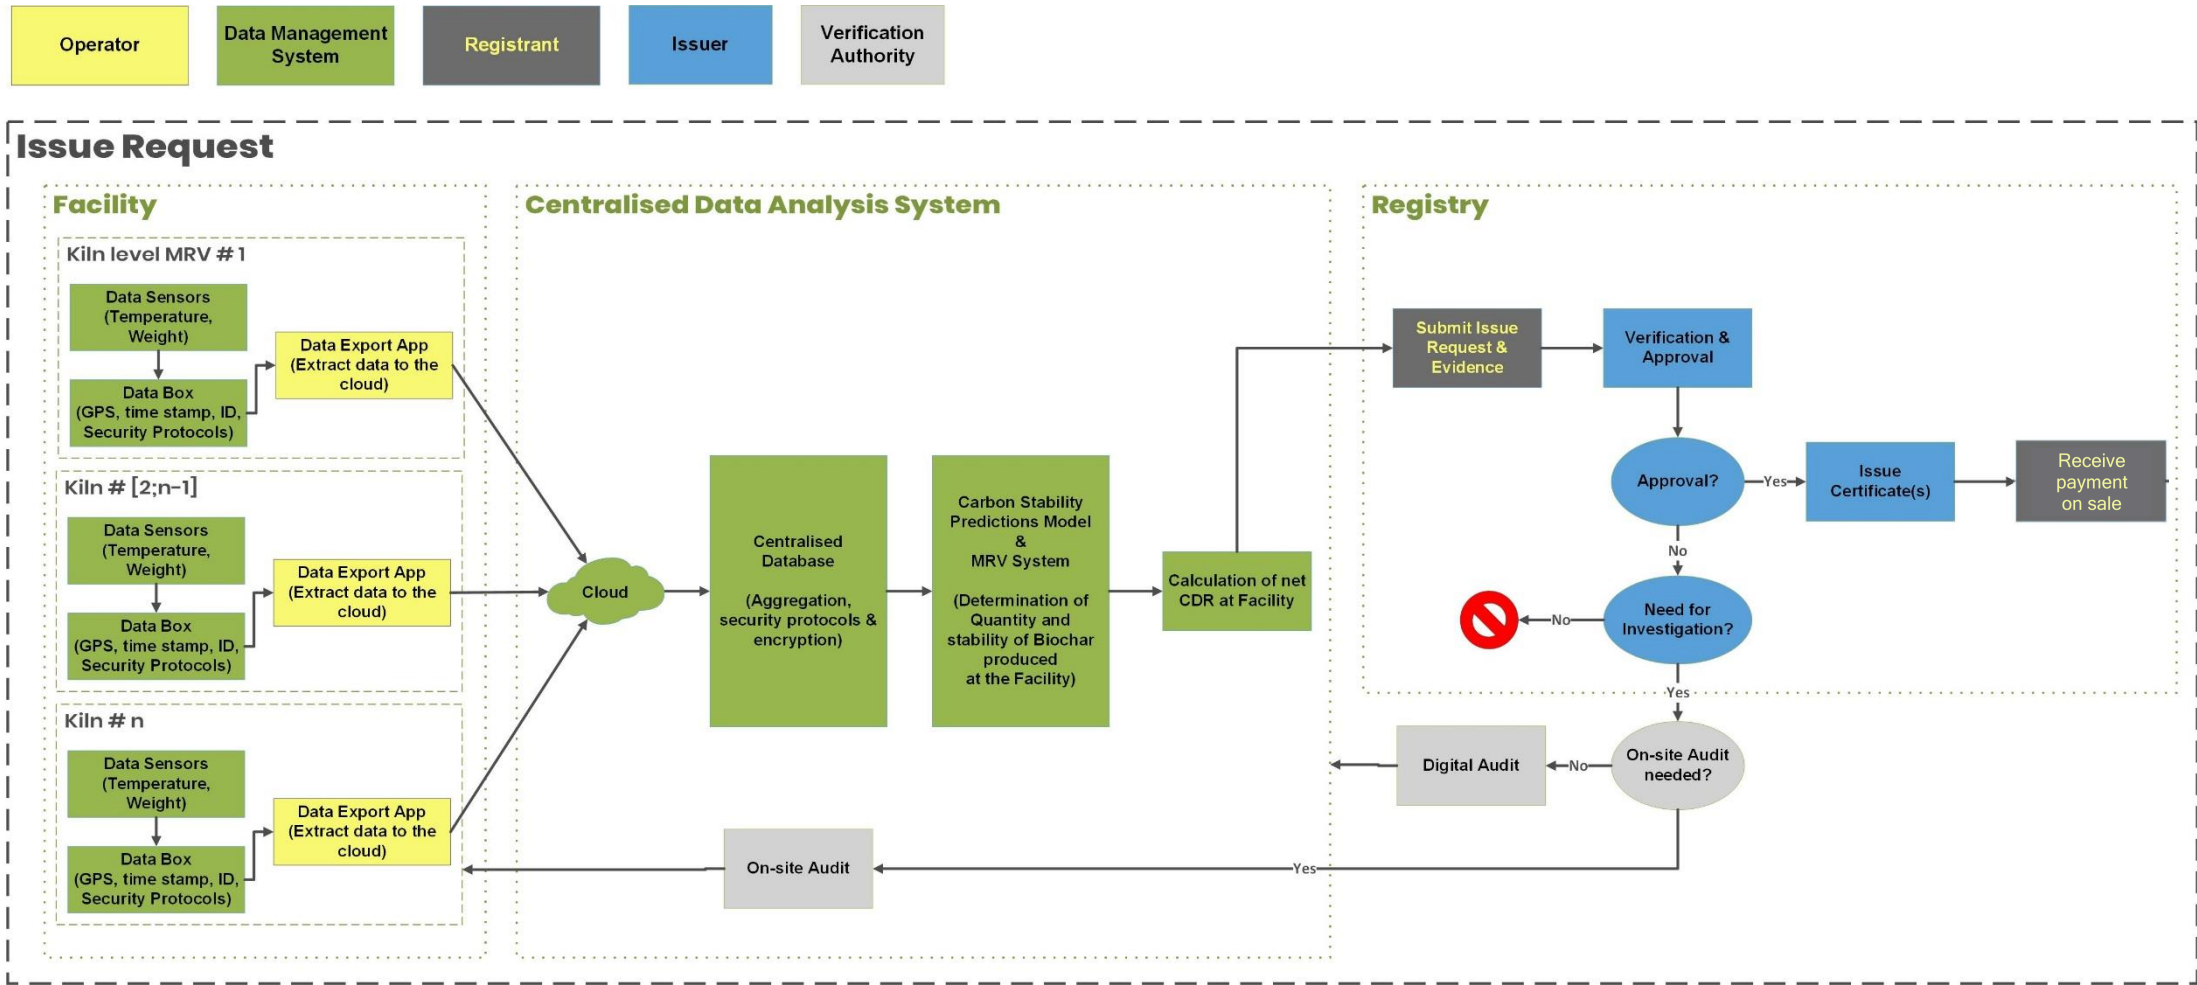 Operator
Data Management
System
Registrant
Issuer
Verification
Authority
Issue Request
Facility
Kiln level MRV # 1
Data Sensors
(Temperature,
Weight)
Data Box
(GPS, time stamp, ID,
Security Protocols)
Data Export App
(Extract data to the
cloud)
Kiln # [2;n-1]
Data Sensors
(Temperature,
Weight)
Data Box
(GPS, time stamp, ID,
Security Protocols)
Data Export App
(Extract data to the
cloud)
Kiln # n
Data Sensors
(Temperature,
Weight)
Data Box
(GPS, time stamp, ID,
Security Protocols)
Data Export App
(Extract data to the
cloud)
Centralised Data Analysis System
Cloud
Centralised
Database
(Aggregation,
security protocols &
encryption)
Carbon Stability
Predictions Model
&
MRV System
(Determination of
Quantity and
stability of Biochar
produced
at the Facility)
Calculation of net
CDR at Facility
Registry
Submit Issue
Request &
Evidence
Verification &
Approval
Approval?
Yes
Issue
Certificate(s)
Receive
payment
on sale
No
Need for
Investigation?
No
Yes
On-site Audit
needed?
No
Digital Audit
Yes
On-site Audit